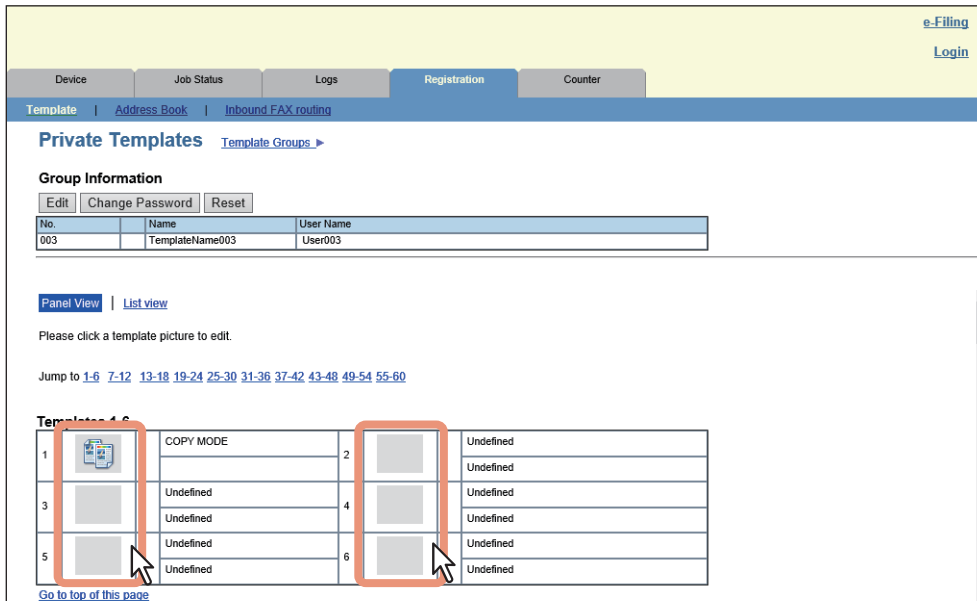 e-Filing
Login
Device Job Status Logs Registration Counter
Template | Address Book | Inbound FAX routing
Private Templates Template Groups
Group Information
Edit Change Password Reset
No. Name User Name
003 TemplateName003 User003
Panel View | List view
Please click a template picture to edit.
Jump to 1-6 7-12 13-18 19-24 25-30 31-36 37-42 43-48 49-54 55-60
Templates 1-6
1 COPY MODE 2 Undefined
Undefined
3 Undefined 4 Undefined
Undefined Undefined
5 Undefined 6 Undefined
Undefined Undefined
Go to top of this page